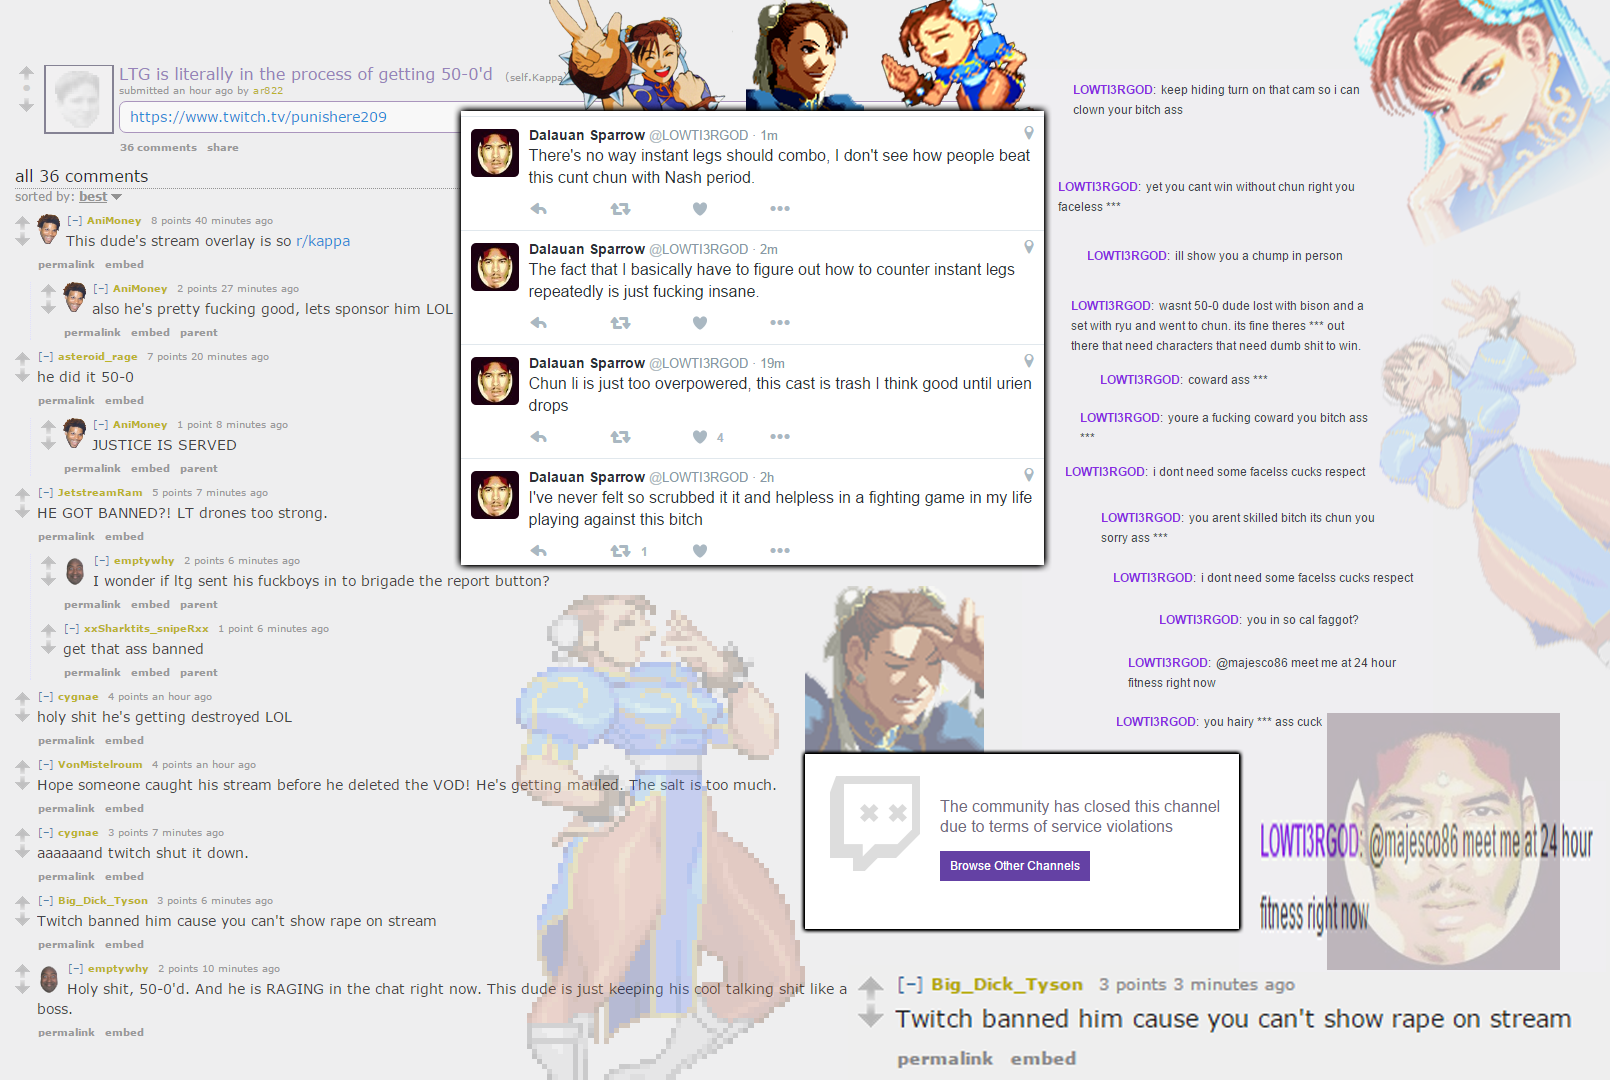 LTG is literally in the process of getting 50-0'd (self.Kappa)
submitted an hour ago by ar822
https://www.twitch.tv/punishere209
36 comments share
all 36 comments
sorted by: best
[–] AniMoney 8 points 40 minutes ago
This dude's stream overlay is so r/kappa
permalink embed
[–] AniMoney 2 points 27 minutes ago
also he's pretty fucking good, lets sponsor him LOL
permalink embed parent
[–] asteroid_rage 7 points 20 minutes ago
he did it 50-0
permalink embed
[–] AniMoney 1 point 8 minutes ago
JUSTICE IS SERVED
permalink embed parent
[–] JetstreamRam 5 points 7 minutes ago
HE GOT BANNED?! LT drones too strong.
permalink embed
[–] emptywhy 2 points 6 minutes ago
I wonder if ltg sent his fuckboys in to brigade the report button?
permalink embed parent
[–] xxSharktits_snipeRxx 1 point 6 minutes ago
get that ass banned
permalink embed parent
[–] cygnae 4 points an hour ago
holy shit he's getting destroyed LOL
permalink embed
[–] VonMistelroum 4 points an hour ago
Hope someone caught his stream before he deleted the VOD! He's getting mauled. The salt is too much.
permalink embed
[–] cygnae 3 points 7 minutes ago
aaaaaand twitch shut it down.
permalink embed
[–] Big_Dick_Tyson 3 points 6 minutes ago
Twitch banned him cause you can't show rape on stream
permalink embed
[–] emptywhy 2 points 10 minutes ago
Holy shit, 50-0'd. And he is RAGING in the chat right now. This dude is just keeping his cool talking shit like a
boss.
permalink embed
Dalauan Sparrow @LOWTI3RGOD · 1m
There's no way instant legs should combo, I don't see how people beat
this cunt chun with Nash period.
Dalauan Sparrow @LOWTI3RGOD · 2m
The fact that I basically have to figure out how to counter instant legs
repeatedly is just fucking insane.
Dalauan Sparrow @LOWTI3RGOD · 19m
Chun li is just too overpowered, this cast is trash I think good until urien
drops
4
Dalauan Sparrow @LOWTI3RGOD · 2h
I've never felt so scrubbed it it and helpless in a fighting game in my life
playing against this bitch
1
LOWTI3RGOD: keep hiding turn on that cam so i can
clown your bitch ass
LOWTI3RGOD: yet you cant win without chun right you
faceless ***
LOWTI3RGOD: ill show you a chump in person
LOWTI3RGOD: wasnt 50-0 dude lost with bison and a
set with ryu and went to chun. its fine theres *** out
there that need characters that need dumb shit to win.
LOWTI3RGOD: coward ass ***
LOWTI3RGOD: youre a fucking coward you bitch ass
***
LOWTI3RGOD: i dont need some facelss cucks respect
LOWTI3RGOD: you arent skilled bitch its chun you
sorry ass ***
LOWTI3RGOD: i dont need some facelss cucks respect
LOWTI3RGOD: you in so cal faggot?
LOWTI3RGOD: @majesco86 meet me at 24 hour
fitness right now
LOWTI3RGOD: you hairy *** ass cuck
The community has closed this channel
due to terms of service violations
Browse Other Channels
LOWTI3RGOD: @majesco86 meet me at 24 hour
fitness right now
[–] Big_Dick_Tyson 3 points 3 minutes ago
Twitch banned him cause you can't show rape on stream
permalink embed